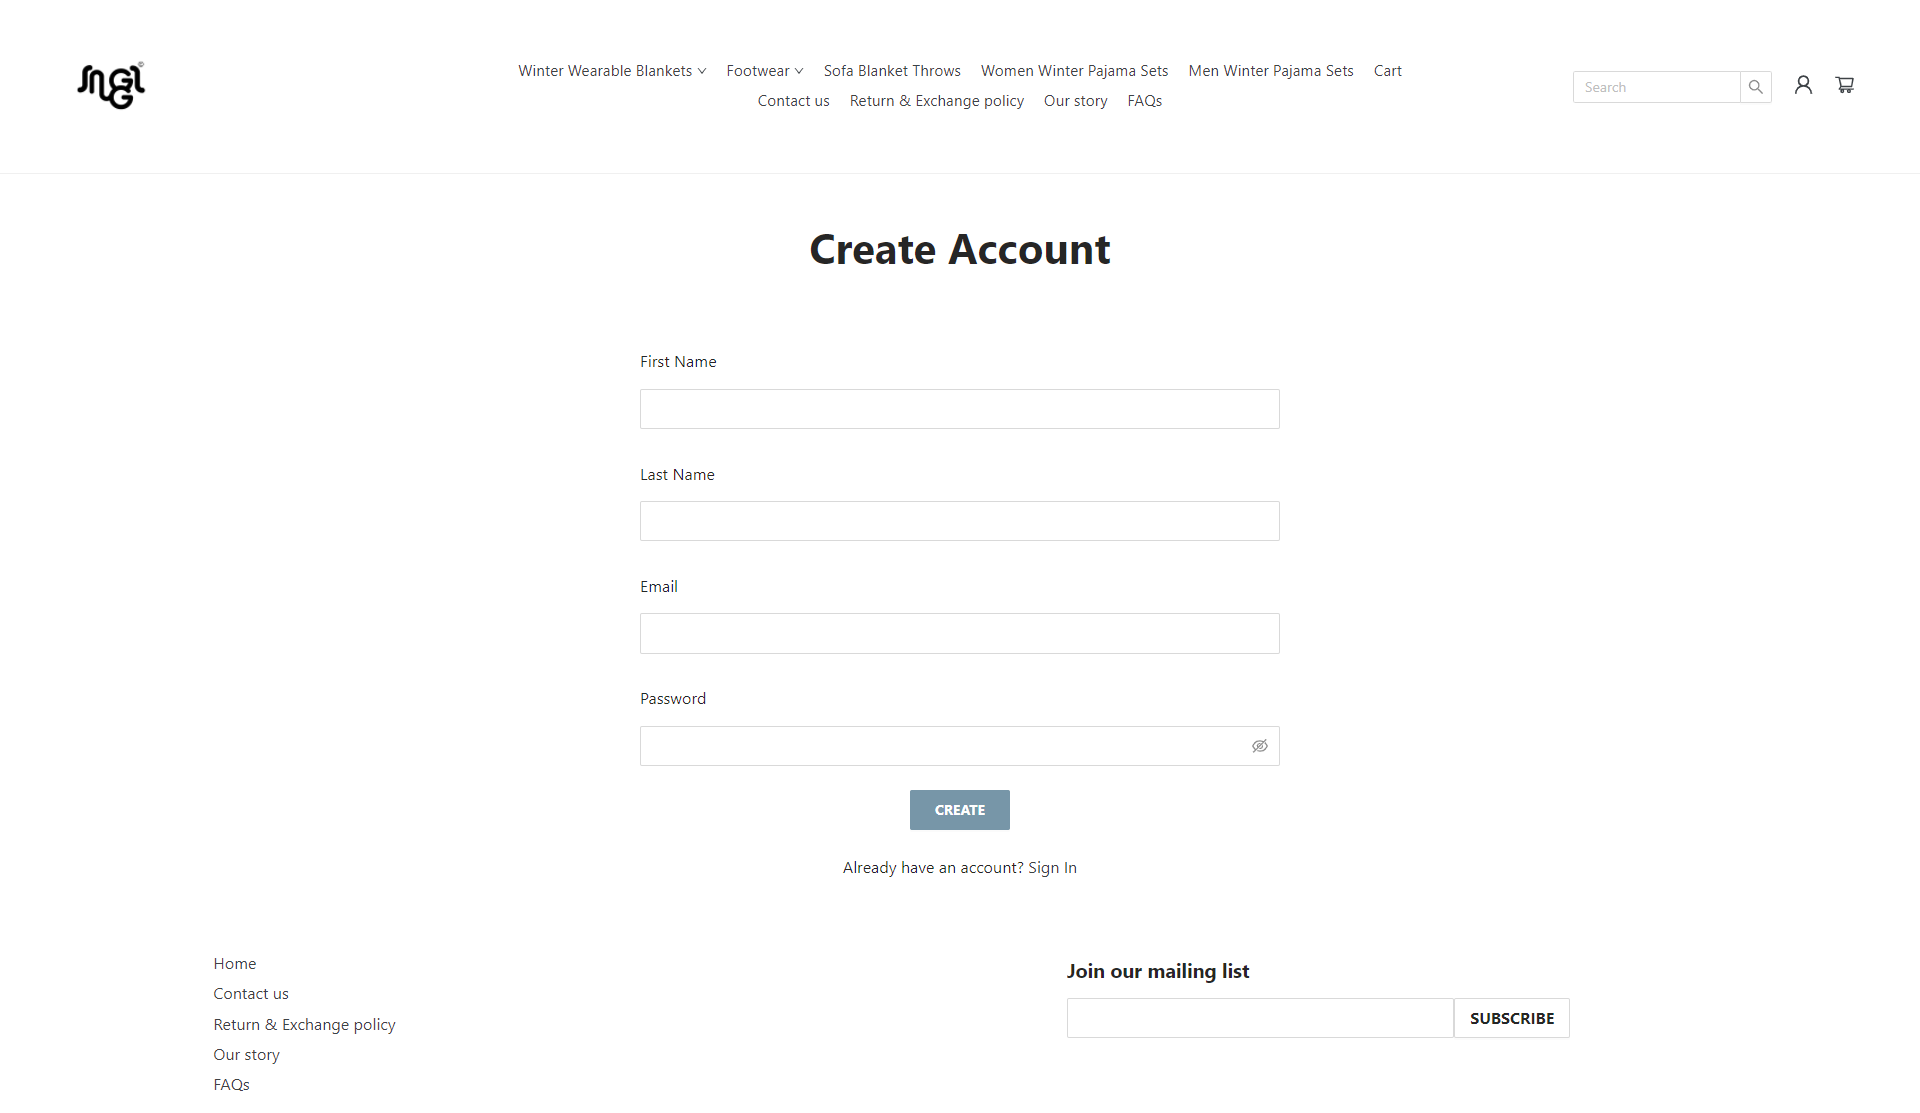 Winter Wearable Blankets Footwear Sofa Blanket Throws Women Winter Pajama Sets Men Winter Pajama Sets Cart
Contact us Return & Exchange policy Our story FAQs
Search
Create Account
First Name
Last Name
Email
Password
CREATE
Already have an account? Sign In
Home
Contact us
Return & Exchange policy
Our story
FAQs
Join our mailing list
SUBSCRIBE